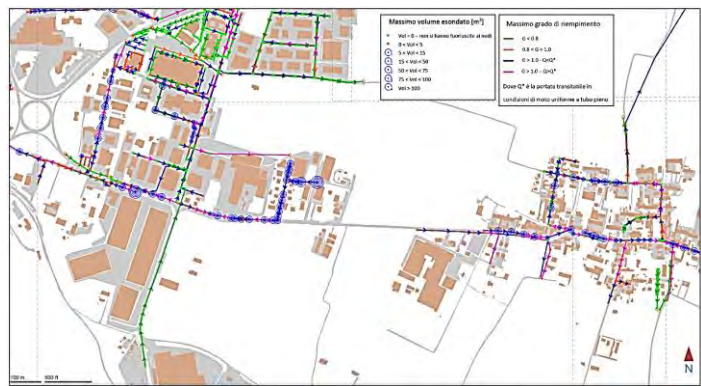 Massimo volume esondato [m³]
Vol = 0 – non si hanno fuoriuscite ai nodi
0 < Vol < 5
5 < Vol < 15
15 < Vol < 50
50 < Vol < 75
75 < Vol < 100
Vol > 100
Massimo grado di riempimento
G < 0.8
0.8 < G < 1.0
G > 1.0 - Q<Q*
G > 1.0 - Q>Q*
Dove Q* è la portata transitabile in
condizioni di moto uniforme a tubo pieno
100 m
500 ft
N